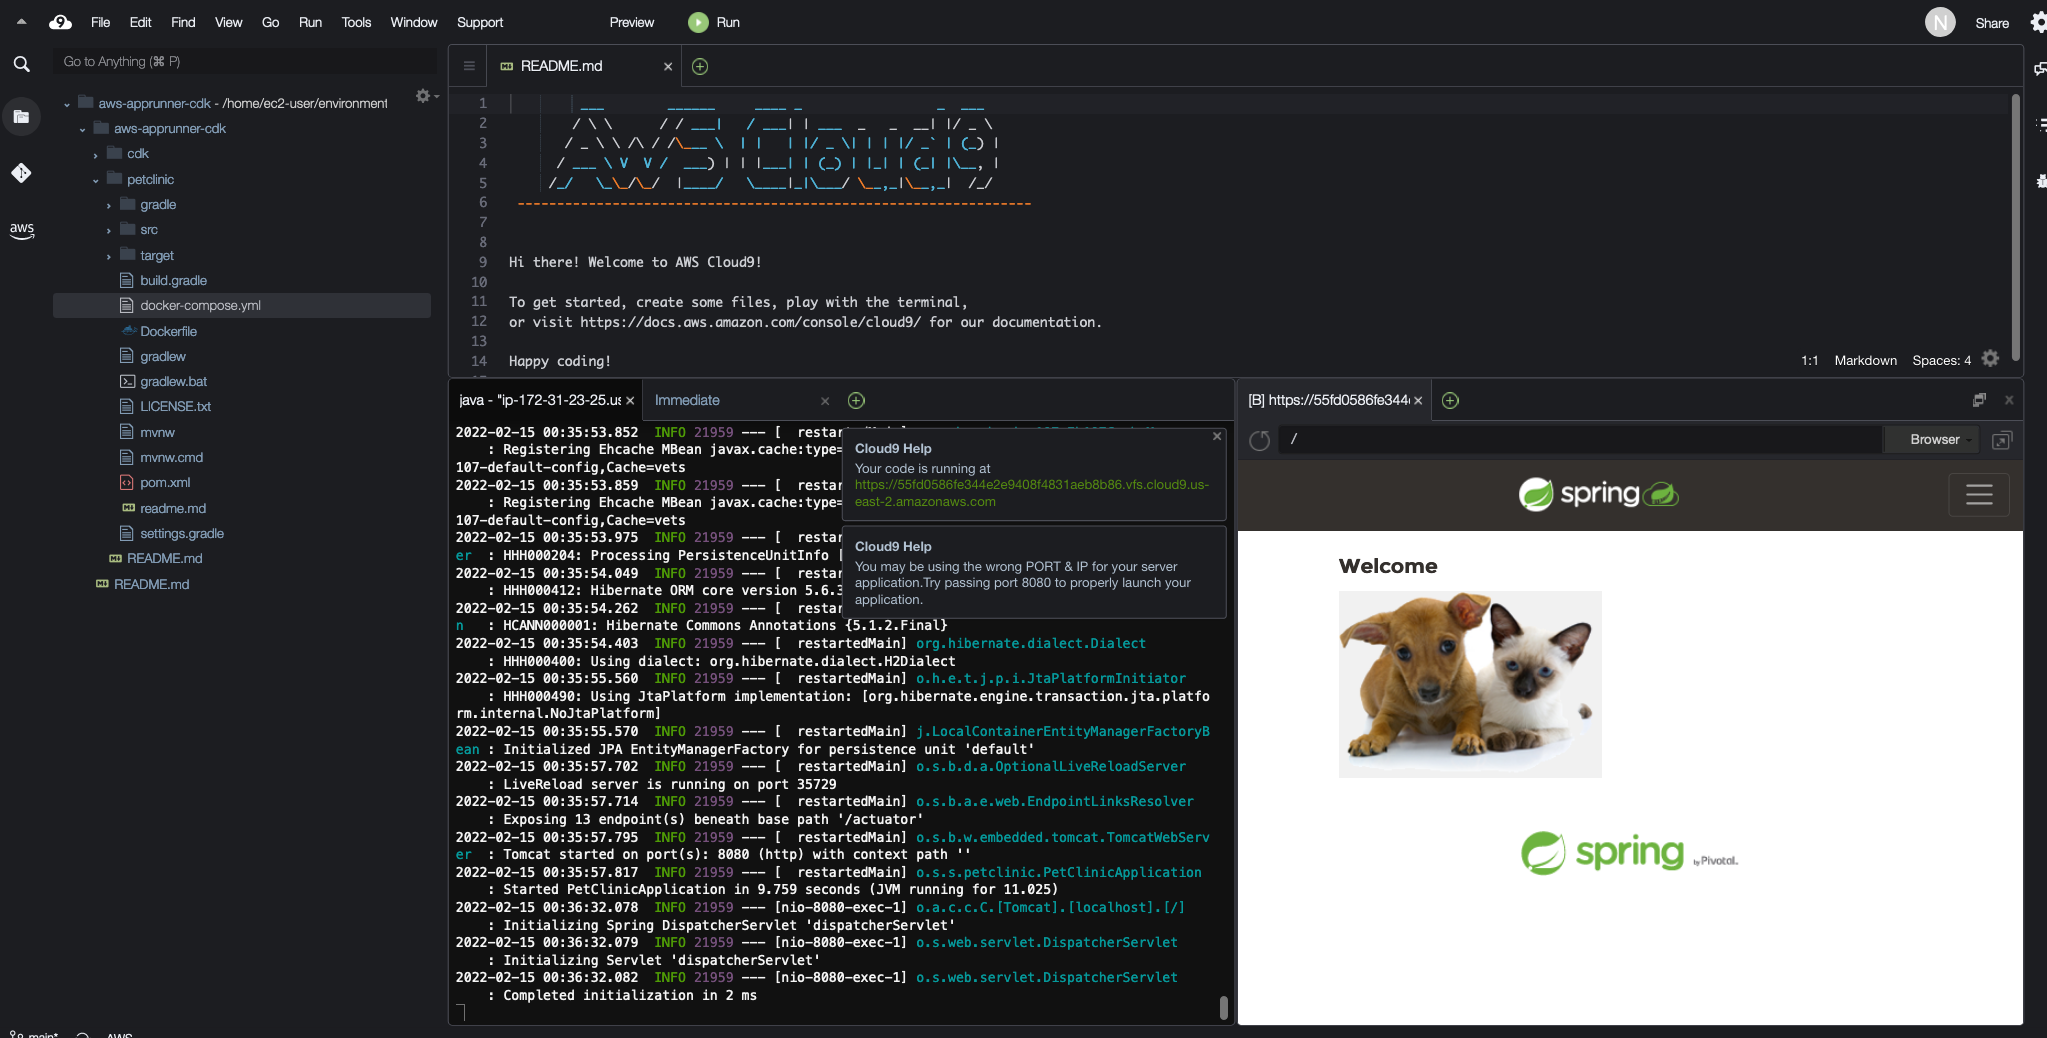 File Edit Find View Go Run Tools Window Support Preview Run N Share
Go to Anything (⌘ P)
aws-apprunner-cdk - /home/ec2-user/environment
aws-apprunner-cdk
cdk
petclinic
gradle
src
target
build.gradle
docker-compose.yml
Dockerfile
gradlew
gradlew.bat
LICENSE.txt
mvnw
mvnw.cmd
pom.xml
readme.md
settings.gradle
README.md
README.md
aws
README.md
1
2
3
4
5
6
7
8
9 Hi there! Welcome to AWS Cloud9!
10
11 To get started, create some files, play with the terminal,
12 or visit https://docs.aws.amazon.com/console/cloud9/ for our documentation.
13
14 Happy coding!
1:1 Markdown Spaces: 4
java - "ip-172-31-23-25.us
Immediate
2022-02-15 00:35:53.852 INFO 21959 --- [ restar
: Registering Ehcache MBean javax.cache:type=
107-default-config,Cache=vets
2022-02-15 00:35:53.859 INFO 21959 --- [ restar
: Registering Ehcache MBean javax.cache:type=
107-default-config,Cache=vets
2022-02-15 00:35:53.975 INFO 21959 --- [ restar
er : HHH000204: Processing PersistenceUnitInfo [
2022-02-15 00:35:54.049 INFO 21959 --- [ restar
: HHH000412: Hibernate ORM core version 5.6.3
2022-02-15 00:35:54.262 INFO 21959 --- [ restar
n : HCANN000001: Hibernate Commons Annotations {5.1.2.Final}
2022-02-15 00:35:54.403 INFO 21959 --- [ restartedMain] org.hibernate.dialect.Dialect
: HHH000400: Using dialect: org.hibernate.dialect.H2Dialect
2022-02-15 00:35:55.560 INFO 21959 --- [ restartedMain] o.h.e.t.j.p.i.JtaPlatformInitiator
: HHH000490: Using JtaPlatform implementation: [org.hibernate.engine.transaction.jta.platfo
rm.internal.NoJtaPlatform]
2022-02-15 00:35:55.570 INFO 21959 --- [ restartedMain] j.LocalContainerEntityManagerFactoryB
ean : Initialized JPA EntityManagerFactory for persistence unit 'default'
2022-02-15 00:35:57.702 INFO 21959 --- [ restartedMain] o.s.b.d.a.OptionalLiveReloadServer
: LiveReload server is running on port 35729
2022-02-15 00:35:57.714 INFO 21959 --- [ restartedMain] o.s.b.a.e.web.EndpointLinksResolver
: Exposing 13 endpoint(s) beneath base path '/actuator'
2022-02-15 00:35:57.795 INFO 21959 --- [ restartedMain] o.s.b.w.embedded.tomcat.TomcatWebServ
er : Tomcat started on port(s): 8080 (http) with context path ''
2022-02-15 00:35:57.817 INFO 21959 --- [ restartedMain] o.s.s.petclinic.PetClinicApplication
: Started PetClinicApplication in 9.759 seconds (JVM running for 11.025)
2022-02-15 00:36:32.078 INFO 21959 --- [nio-8080-exec-1] o.a.c.c.C.[Tomcat].[localhost].[/]
: Initializing Spring DispatcherServlet 'dispatcherServlet'
2022-02-15 00:36:32.079 INFO 21959 --- [nio-8080-exec-1] o.s.web.servlet.DispatcherServlet
: Initializing Servlet 'dispatcherServlet'
2022-02-15 00:36:32.082 INFO 21959 --- [nio-8080-exec-1] o.s.web.servlet.DispatcherServlet
: Completed initialization in 2 ms
Cloud9 Help
Your code is running at
https://55fd0586fe344e2e9408f4831aeb8b86.vfs.cloud9.us-
east-2.amazonaws.com
Cloud9 Help
You may be using the wrong PORT & IP for your server
application.Try passing port 8080 to properly launch your
application.
[B] https://55fd0586fe344
/
Browser
spring
Welcome
spring by Pivotal.
main* AWS